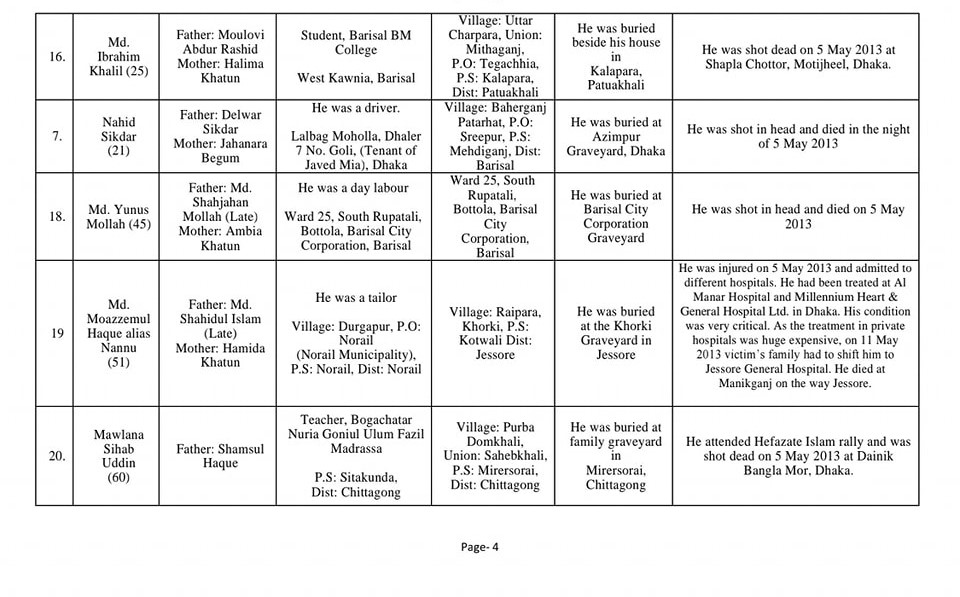 16.
Md.
Ibrahim
Khalil (25)
Father: Moulovi
Abdur Rashid
Mother: Halima
Khatun
Student, Barisal BM
College
West Kawnia, Barisal
Village: Uttar
Charpara, Union:
Mithaganj,
P.O: Tegachhia,
P.S: Kalapara,
Dist: Patuakhali
He was buried
beside his house
in
Kalapara,
Patuakhali
He was shot dead on 5 May 2013 at
Shapla Chottor, Motijheel, Dhaka.
7.
Nahid
Sikdar
(21)
Father: Delwar
Sikdar
Mother: Jahanara
Begum
He was a driver.
Lalbag Moholla, Dhaler
7 No. Goli, (Tenant of
Javed Mia), Dhaka
Village: Baherganj
Patarhat, P.O:
Sreepur, P.S:
Mehdiganj, Dist:
Barisal
He was buried at
Azimpur
Graveyard, Dhaka
He was shot in head and died in the night
of 5 May 2013
18.
Md. Yunus
Mollah (45)
Father: Md.
Shahjahan
Mollah (Late)
Mother: Ambia
Khatun
He was a day labour
Ward 25, South Rupatali,
Bottola, Barisal City
Corporation, Barisal
Ward 25, South
Rupatali,
Bottola, Barisal
City
Corporation,
Barisal
He was buried at
Barisal City
Corporation
Graveyard
He was shot in head and died on 5 May
2013
19
Md.
Moazzemul
Haque alias
Nannu
(51)
Father: Md.
Shahidul Islam
(Late)
Mother: Hamida
Khatun
He was a tailor
Village: Durgapur, P.O:
Norail
(Norail Municipality),
P.S: Norail, Dist: Norail
Village: Raipara,
Khorki, P.S:
Kotwali Dist:
Jessore
He was buried
at the Khorki
Graveyard in
Jessore
He was injured on 5 May 2013 and admitted to
different hospitals. He had been treated at Al
Manar Hospital and Millennium Heart &
General Hospital Ltd. in Dhaka. His condition
was very critical. As the treatment in private
hospitals was huge expensive, on 11 May
2013 victim's family had to shift him to
Jessore General Hospital. He died at
Manikganj on the way Jessore.
20.
Mawlana
Sihab
Uddin
(60)
Father: Shamsul
Haque
Teacher, Bogachatar
Nuria Goniul Ulum Fazil
Madrassa
P.S: Sitakunda,
Dist: Chittagong
Village: Purba
Domkhali,
Union: Sahebkhali,
P.S: Mirersorai,
Dist: Chittagong
He was buried at
family graveyard
in
Mirersorai,
Chittagong
He attended Hefazate Islam rally and was
shot dead on 5 May 2013 at Dainik
Bangla Mor, Dhaka.
Page- 4